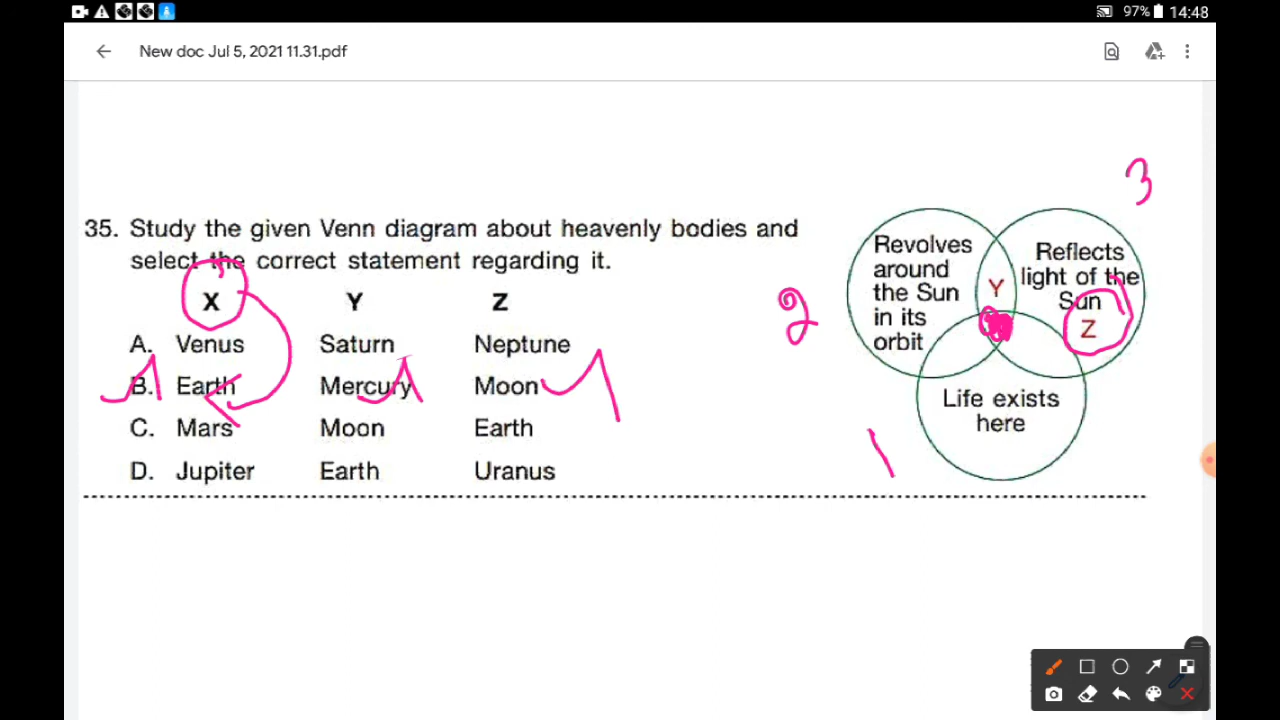 97% 14:48
New doc Jul 5, 2021 11.31.pdf
3
35. Study the given Venn diagram about heavenly bodies and
select the correct statement regarding it.
X Y Z
A. Venus Saturn Neptune
B. Earth Mercury Moon
C. Mars Moon Earth
D. Jupiter Earth Uranus
2
1
Revolves
around
the Sun
in its
orbit
Y
Reflects
light of the
Sun
Z
Life exists
here